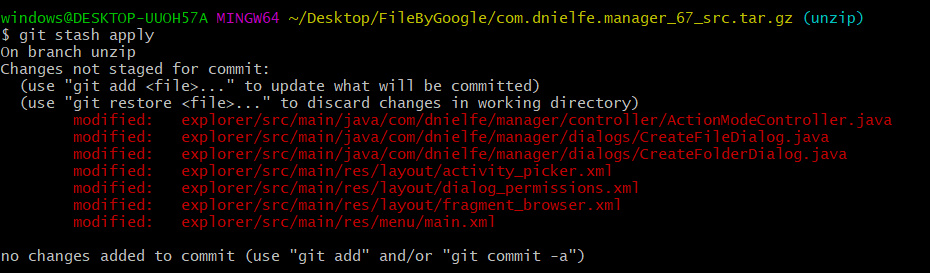 windows@DESKTOP-UUOH57A MINGW64 ~/Desktop/FileByGoogle/com.dnielfe.manager_67_src.tar.gz (unzip)
$ git stash apply
On branch unzip
Changes not staged for commit:
  (use "git add <file>..." to update what will be committed)
  (use "git restore <file>..." to discard changes in working directory)
        modified:   explorer/src/main/java/com/dnielfe/manager/controller/ActionModeController.java
        modified:   explorer/src/main/java/com/dnielfe/manager/dialogs/CreateFileDialog.java
        modified:   explorer/src/main/java/com/dnielfe/manager/dialogs/CreateFolderDialog.java
        modified:   explorer/src/main/res/layout/activity_picker.xml
        modified:   explorer/src/main/res/layout/dialog_permissions.xml
        modified:   explorer/src/main/res/layout/fragment_browser.xml
        modified:   explorer/src/main/res/menu/main.xml
no changes added to commit (use "git add" and/or "git commit -a")